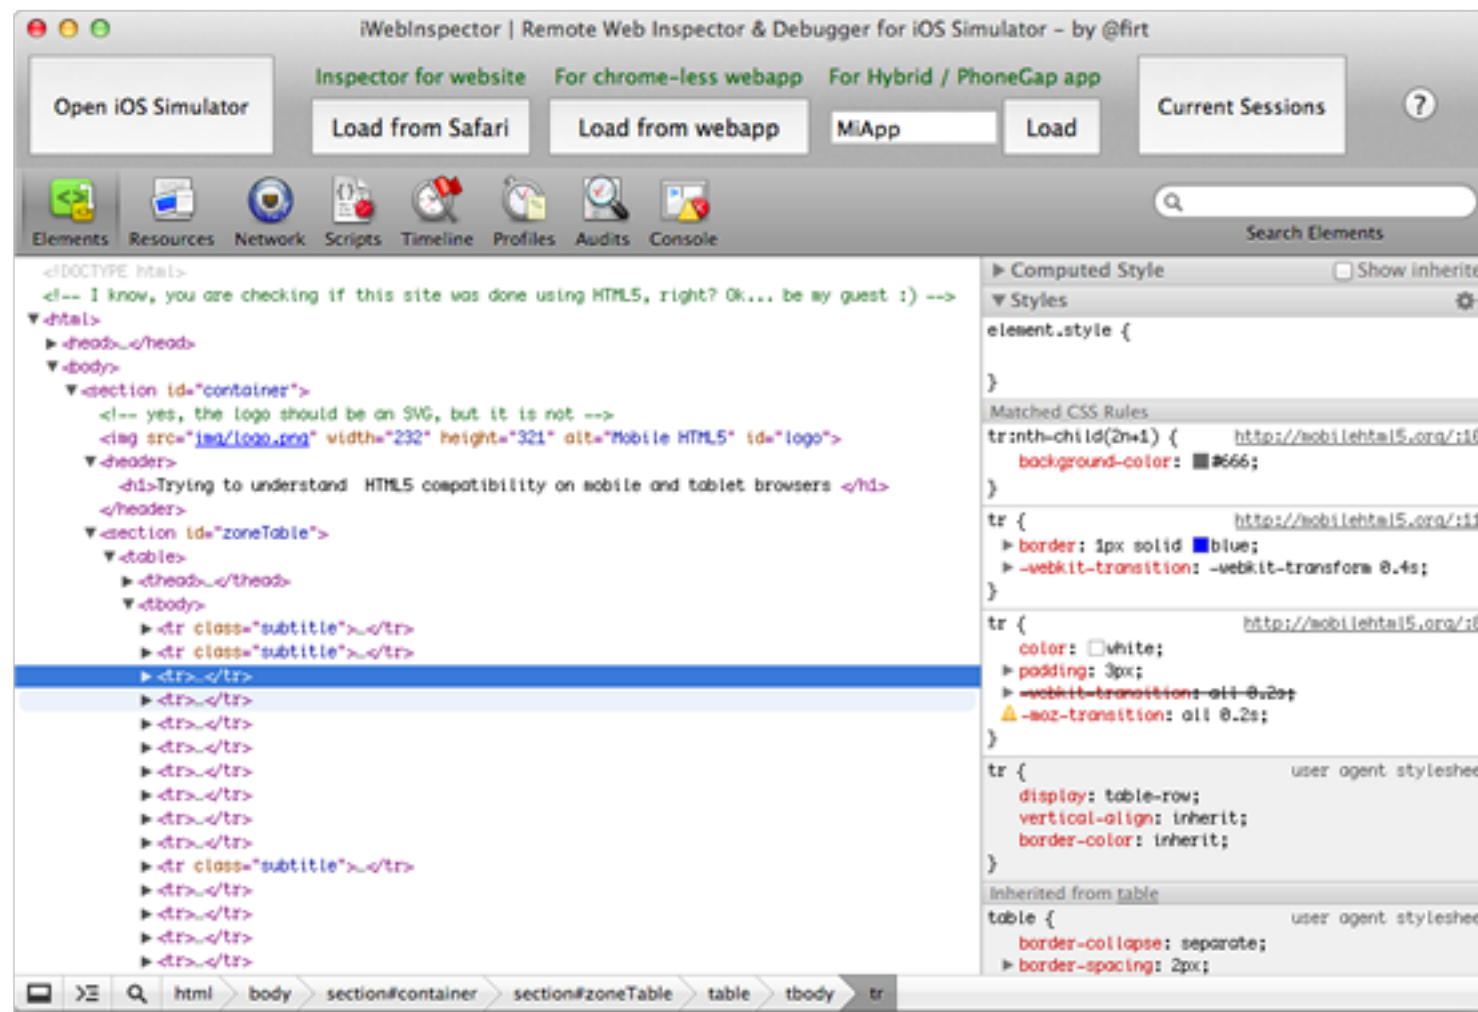 iWebInspector | Remote Web Inspector & Debugger for iOS Simulator – by @firt
Open iOS Simulator
Inspector for website
Load from Safari
For chrome-less webapp
Load from webapp
For Hybrid / PhoneGap app
MiApp
Load
Current Sessions
?
Elements
Resources
Network
Scripts
Timeline
Profiles
Audits
Console
Search Elements
<!DOCTYPE html>
<!-- I know, you are checking if this site was done using HTML5, right? Ok... be my guest :) -->
▼<html>
▶<head>…</head>
▼<body>
▼<section id="container">
<!-- yes, the logo should be an SVG, but it is not -->
<img src="img/logo.png" width="232" height="321" alt="Mobile HTML5" id="logo">
▼<header>
<h1>Trying to understand  HTML5 compatibility on mobile and tablet browsers </h1>
</header>
▼<section id="zoneTable">
▼<table>
▶<thead>…</thead>
▼<tbody>
▶<tr class="subtitle">…</tr>
▶<tr class="subtitle">…</tr>
▶<tr>…</tr>
▶<tr>…</tr>
▶<tr>…</tr>
▶<tr>…</tr>
▶<tr>…</tr>
▶<tr>…</tr>
▶<tr>…</tr>
▶<tr>…</tr>
▶<tr class="subtitle">…</tr>
▶<tr>…</tr>
▶<tr>…</tr>
▶<tr>…</tr>
▶<tr>…</tr>
▶ Computed Style
Show inherite
▼ Styles
element.style {
}
Matched CSS Rules
tr:nth-child(2n+1) { http://mobilehtml5.org/:10
background-color: #666;
}
tr { http://mobilehtml5.org/:11
▶ border: 1px solid blue;
▶ -webkit-transition: -webkit-transform 0.4s;
}
tr { http://mobilehtml5.org/:8
color: white;
▶ padding: 3px;
▶ -webkit-transition: all 0.2s;
-moz-transition: all 0.2s;
}
tr { user agent styleshee
display: table-row;
vertical-align: inherit;
border-color: inherit;
}
Inherited from table
table { user agent styleshee
border-collapse: separate;
▶ border-spacing: 2px;
html
body
section#container
section#zoneTable
table
tbody
tr